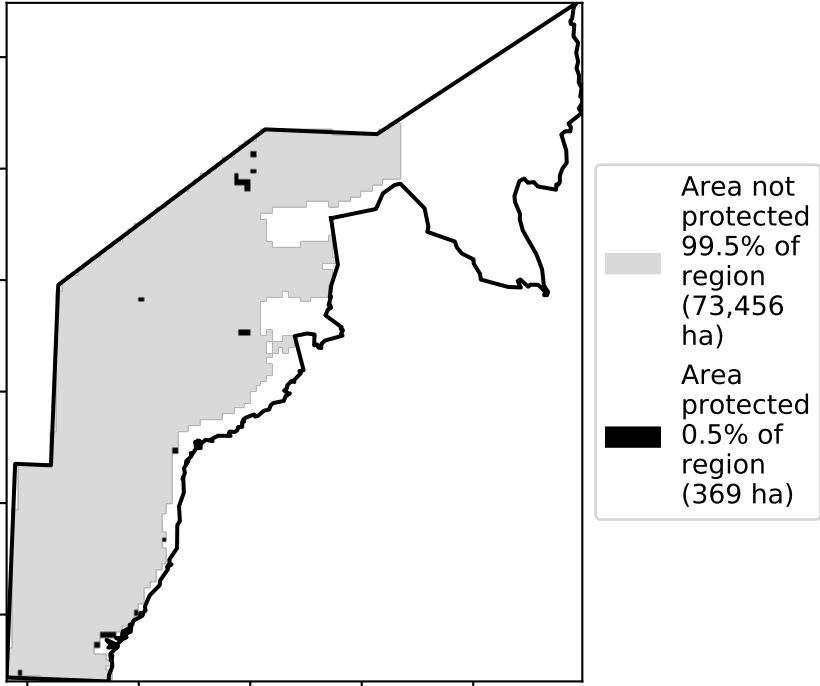 Area not
protected
99.5% of
region
(73,456
ha)
Area
protected
0.5% of
region
(369 ha)